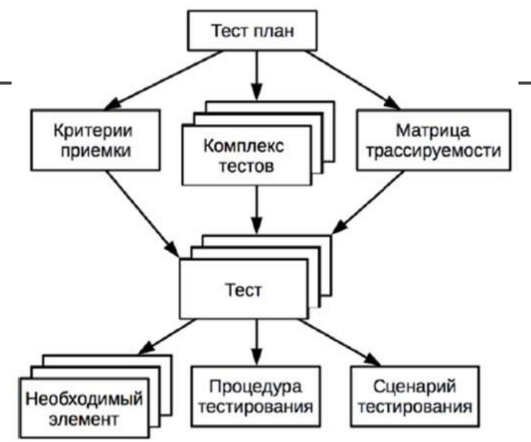 Тест план
Критерии
приемки
Комплекс
тестов
Матрица
трассируемости
Тест
Необходимый
элемент
Процедура
тестирования
Сценарий
тестирования